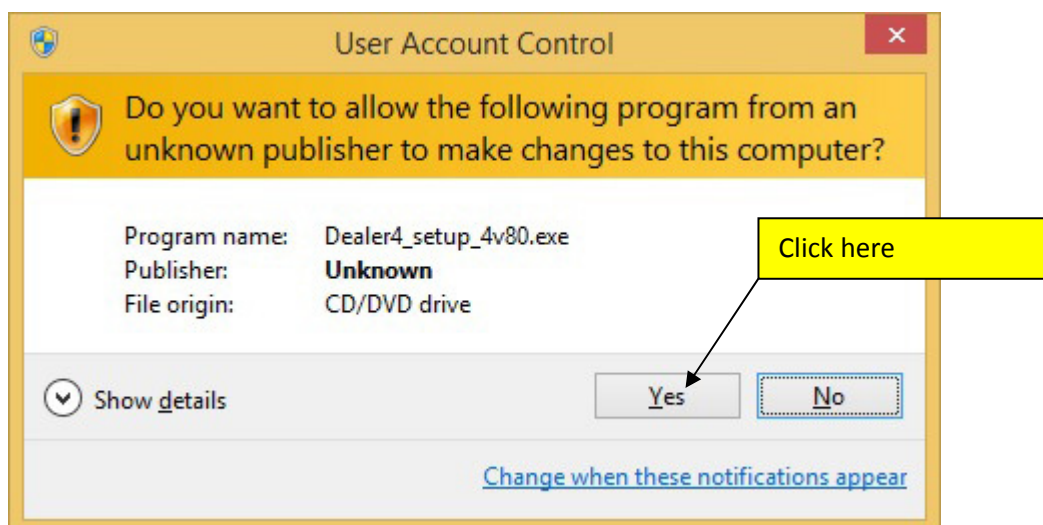 User Account Control
Do you want to allow the following program from an
unknown publisher to make changes to this computer?
Program name: Dealer4_setup_4v80.exe
Publisher: Unknown
File origin: CD/DVD drive
Click here
Show details
Yes
No
Change when these notifications appear